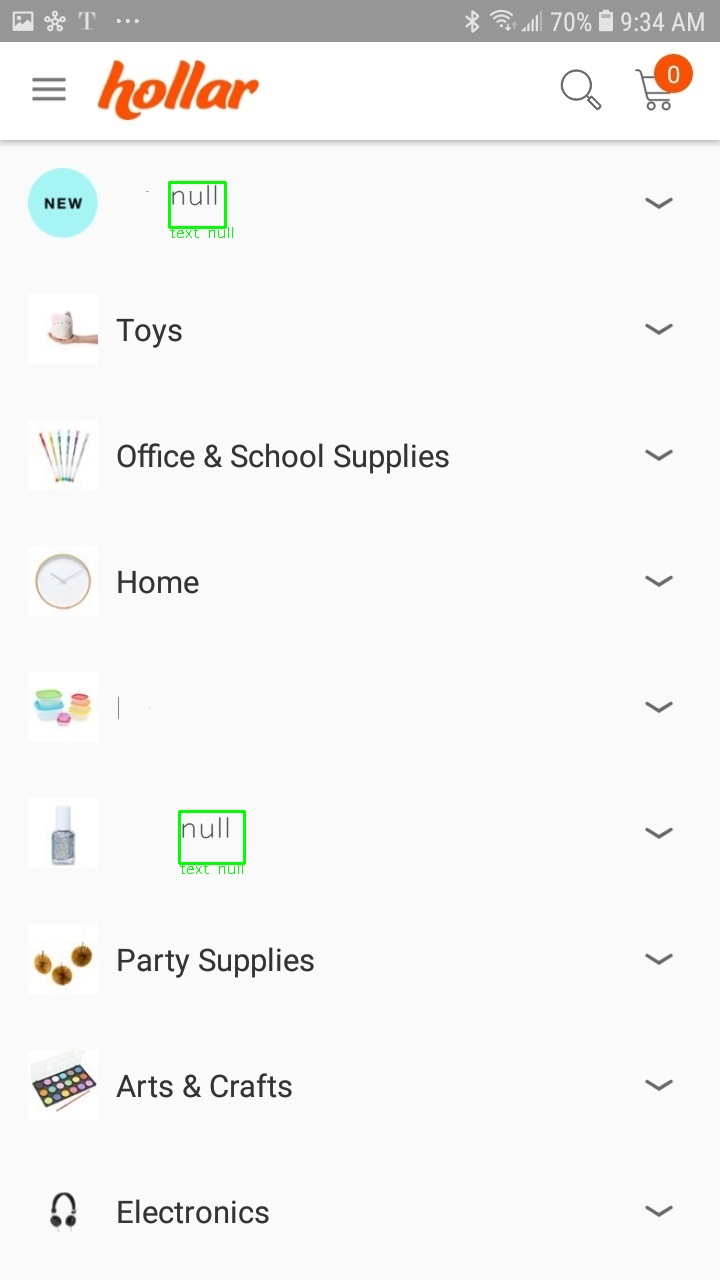 70% 9:34 AM
hollar
0
NEW
null
text null
Toys
Office & School Supplies
Home
null
text null
Party Supplies
Arts & Crafts
Electronics